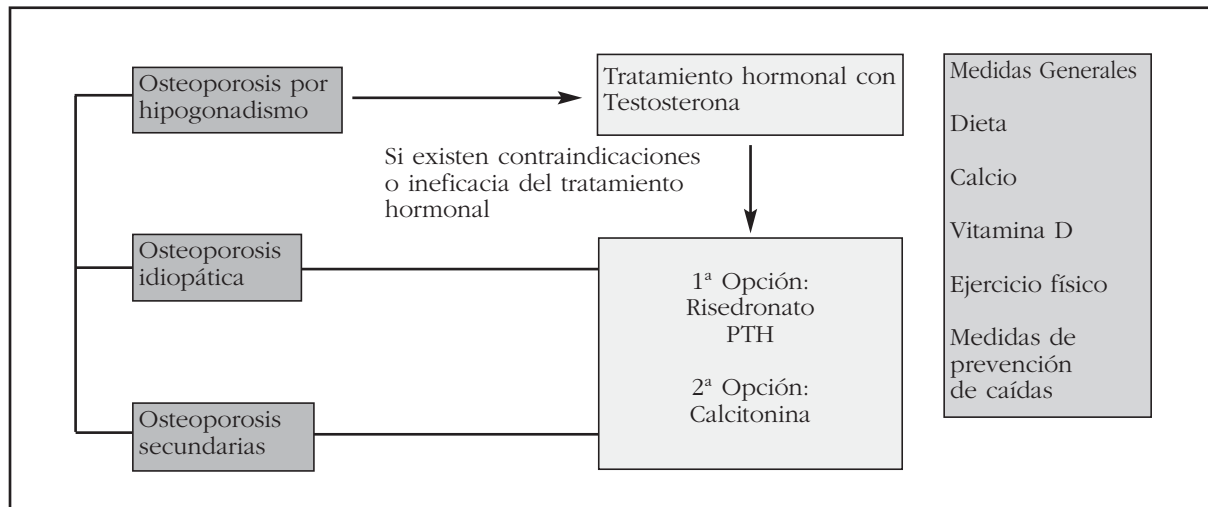 Osteoporosis por
hipogonadismo
Tratamiento hormonal con
Testosterona
Si existen contraindicaciones
o ineficacia del tratamiento
hormonal
Osteoporosis
idiopática
Osteoporosis
secundarias
1ª Opción:
Risedronato
PTH
2ª Opción:
Calcitonina
Medidas Generales
Dieta
Calcio
Vitamina D
Ejercicio físico
Medidas de
prevención
de caídas